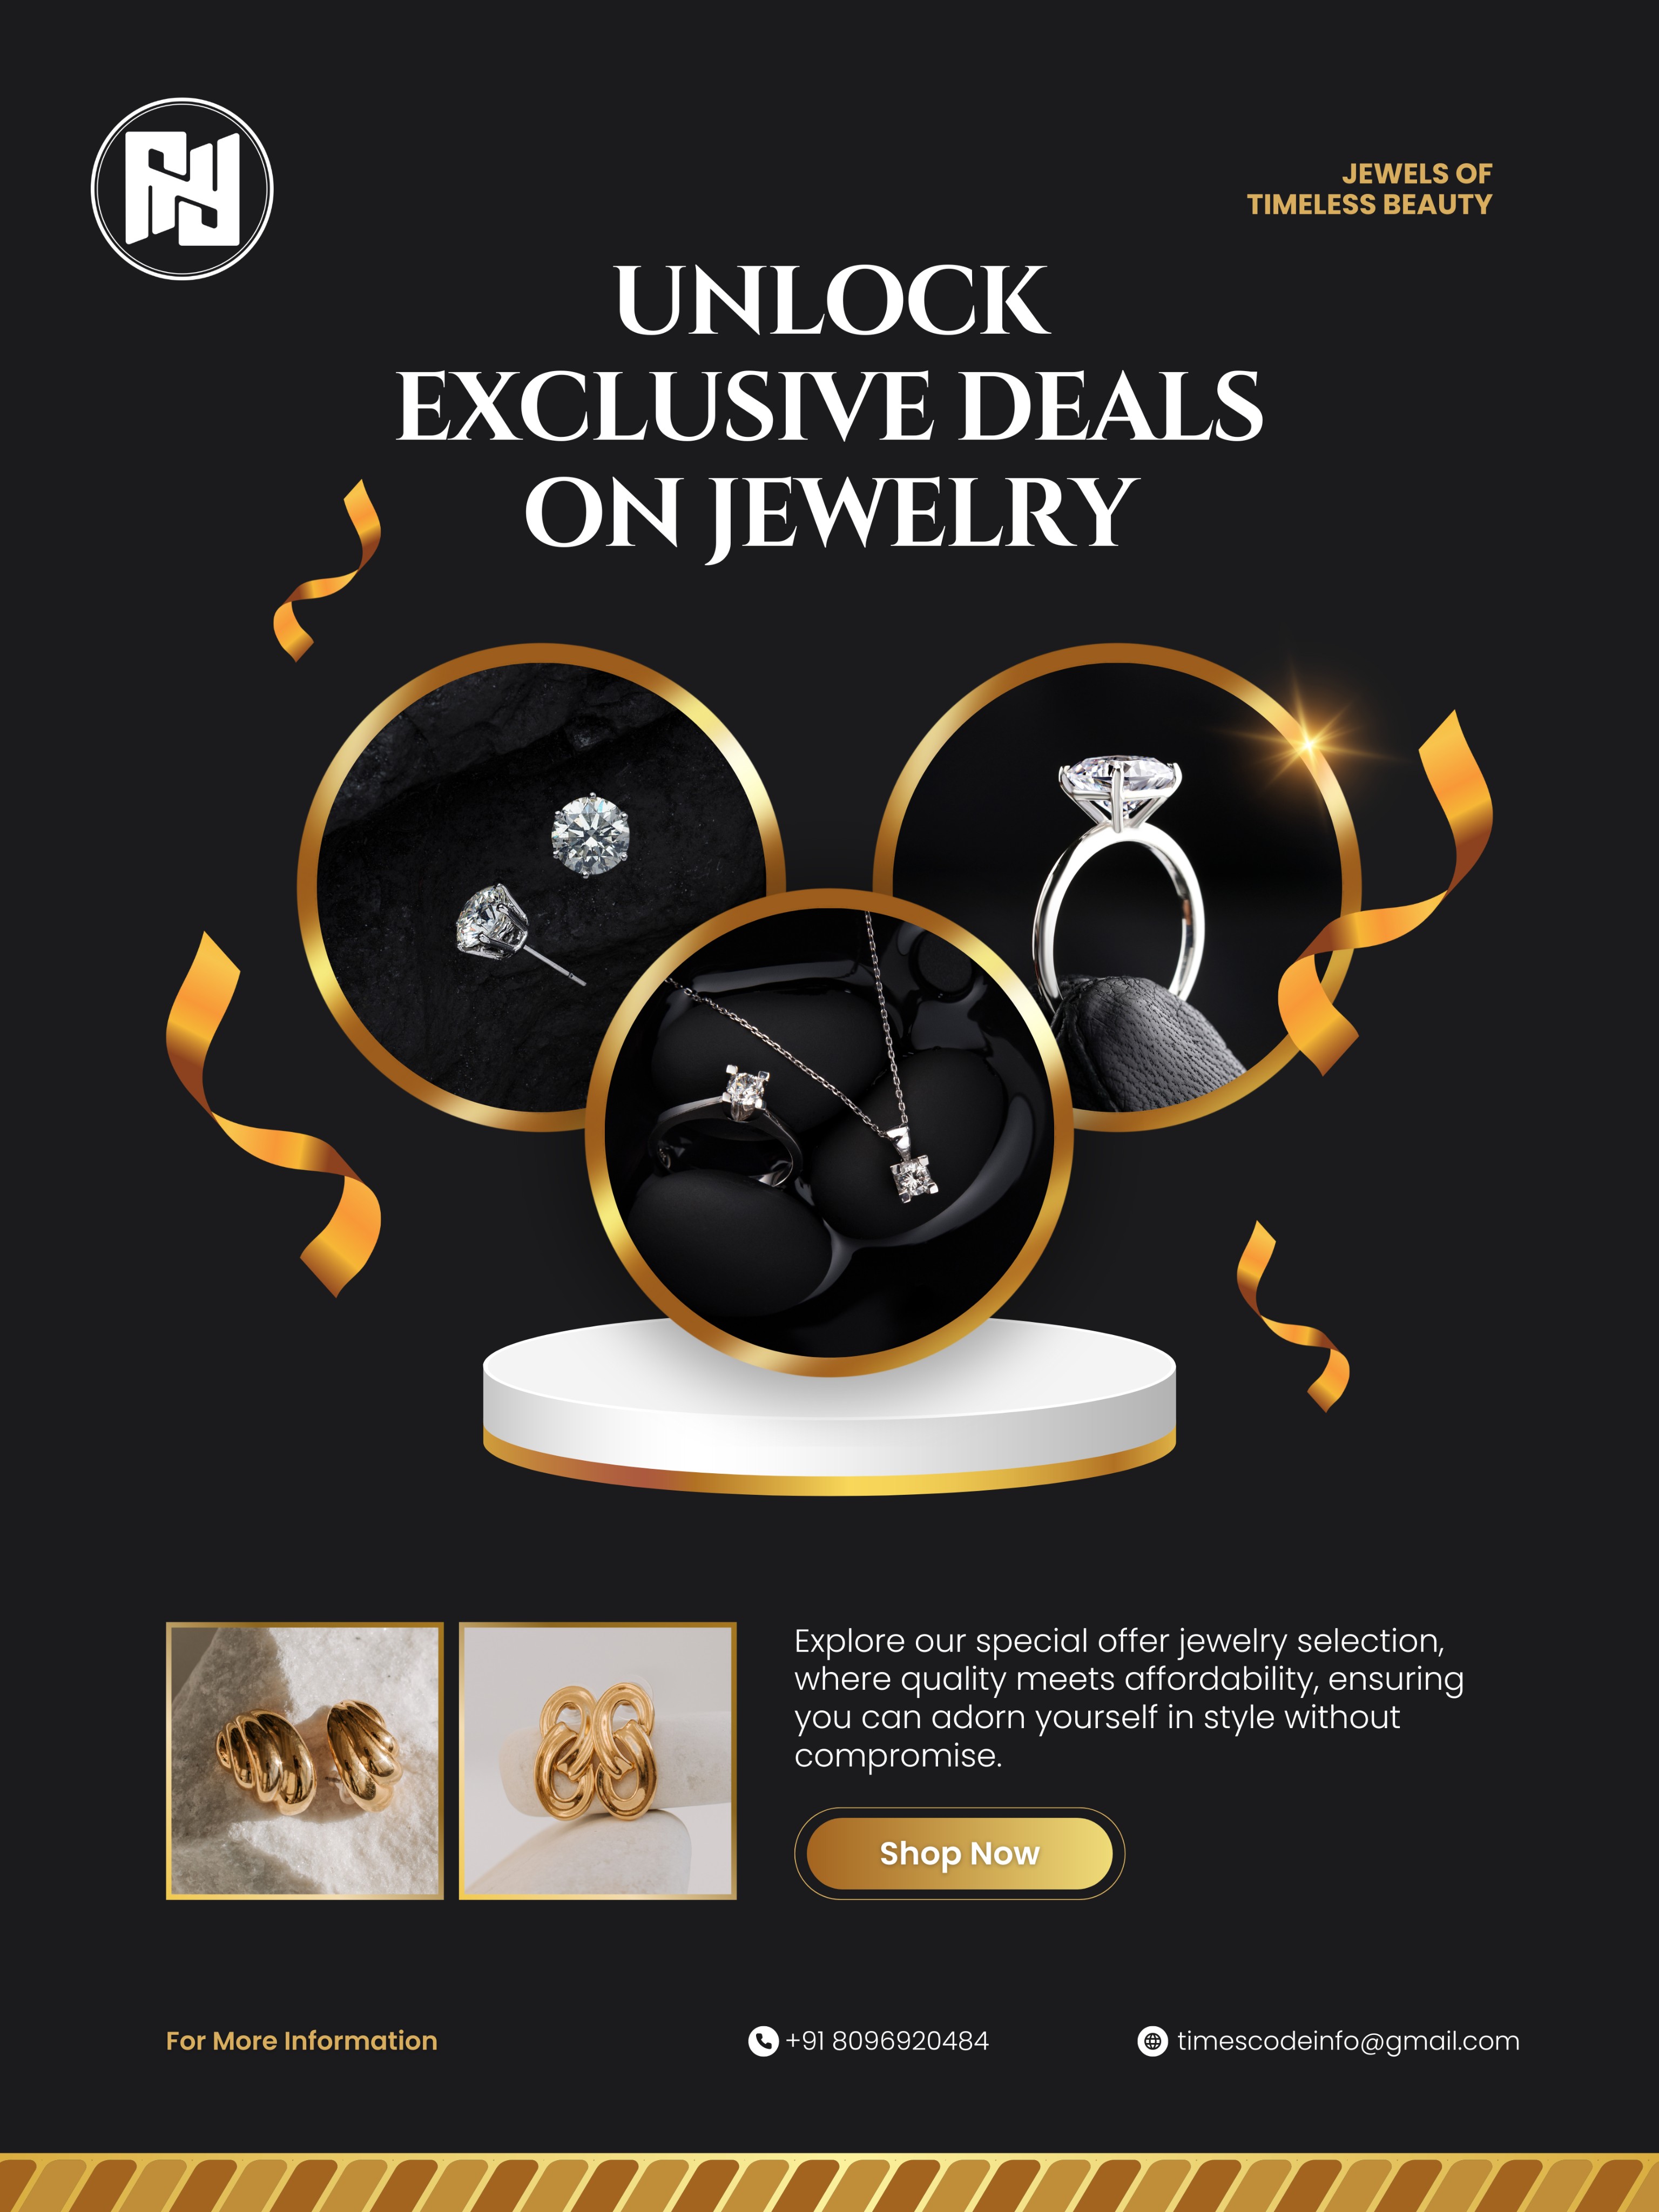 JEWELS OF
TIMELESS BEAUTY
UNLOCK
EXCLUSIVE DEALS
ON JEWELRY
Explore our special offer jewelry selection,
where quality meets affordability, ensuring
you can adorn yourself in style without
compromise.
Shop Now
For More Information
+91 8096920484
timescodeinfo@gmail.com